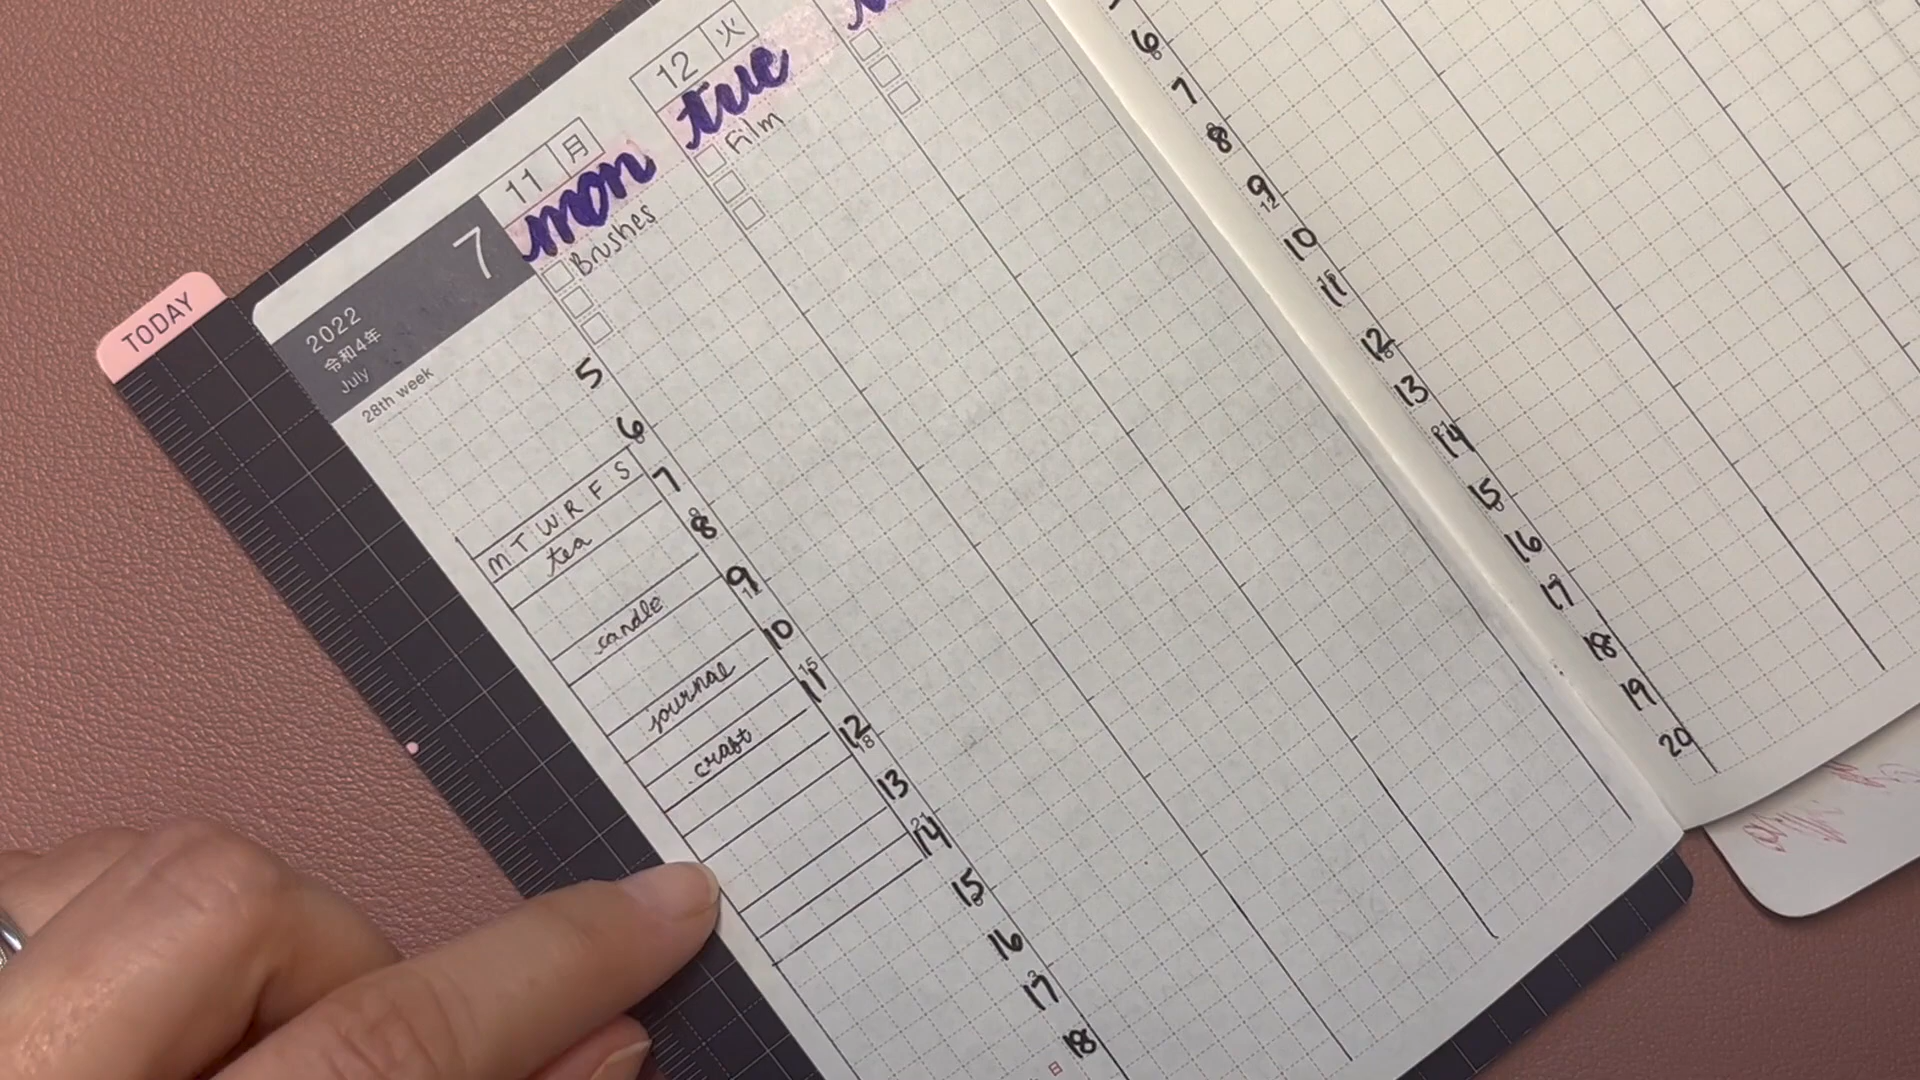 TODAY
7
2022
令和4年
July
28th week
11 月
mon
Brushes
12 火
tue
Film
5
6
7
8
9
10
11
12
13
14
15
16
17
18
M T W R F S
tea
candle
journal
craft
日
6
7
8
9
10
11
12
13
14
15
16
17
18
19
20